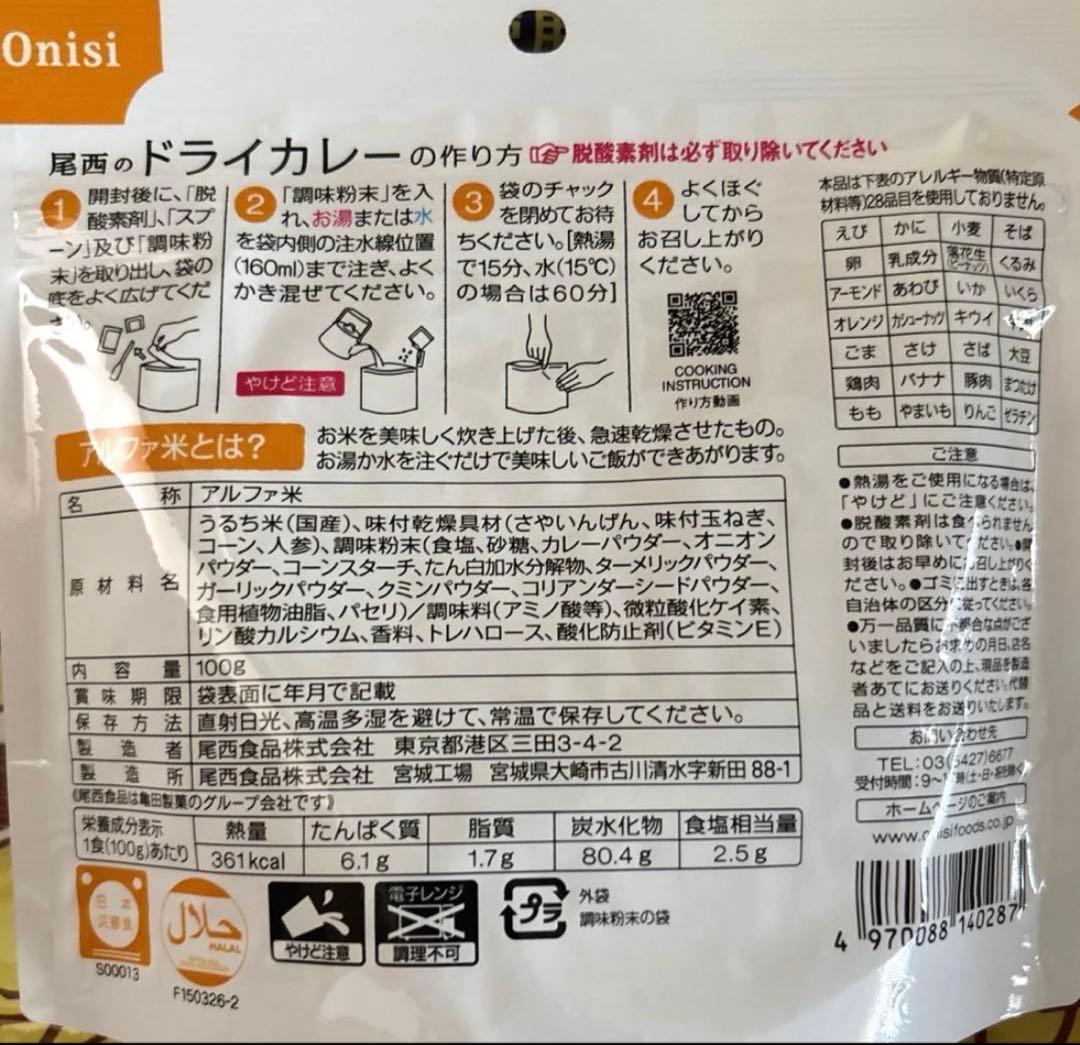 Onisi
尾西のドライカレーの作り方 脱酸素剤は必ず取り除いてください
1 開封後に、「脱
酸素剤」、「スプ
ーン」及び「調味粉
末」を取り出し、袋の
底をよく広げてくだ
2 「調味粉末」を入
れ、お湯または水
を袋内側の注水線位置
(160ml)まで注ぎ、よく
かき混ぜてください。
やけど注意
3 袋のチャック
を閉めてお待
ちください。[熱湯
で15分、水(15℃)
の場合は60分]
4 よくほぐ
してから
お召し上がり
ください。
COOKING
INSTRUCTION
作り方動画
本品は下表のアレルギー物質(特定原
材料等)28品目を使用しておりません。
えび かに 小麦 そば
卵 乳成分 落花生(ピーナッツ) くるみ
アーモンド あわび いか いくら
オレンジ カシューナッツ キウイ
ごま さけ さば 大豆
鶏肉 バナナ 豚肉 まつたけ
もも やまいも りんご ゼラチン
アルファ米とは?
お米を美味しく炊き上げた後、急速乾燥させたもの。
お湯か水を注ぐだけで美味しいご飯ができあがります。
名称 アルファ米
原材料名 うるち米(国産)、味付乾燥具材(さやいんげん、味付玉ねぎ、
コーン、人参)、調味粉末(食塩、砂糖、カレーパウダー、オニオン
パウダー、コーンスターチ、たん白加水分解物、ターメリックパウダー、
ガーリックパウダー、クミンパウダー、コリアンダーシードパウダー、
食用植物油脂、パセリ)/調味料(アミノ酸等)、微粒酸化ケイ素、
リン酸カルシウム、香料、トレハロース、酸化防止剤(ビタミンE)
内容量 100g
賞味期限 袋表面に年月で記載
保存方法 直射日光、高温多湿を避けて、常温で保存してください。
製造者 尾西食品株式会社 東京都港区三田3-4-2
製造所 尾西食品株式会社 宮城工場 宮城県大崎市古川清水字新田88-1
《尾西食品は亀田製菓のグループ会社です》
栄養成分表示
1食(100g)あたり
熱量 たんぱく質 脂質 炭水化物 食塩相当量
361kcal 6.1g 1.7g 80.4g 2.5g
ご注意
●熱湯をご使用になる場合は、
「やけど」にご注意ください。
●脱酸素剤は食べられません
ので取り除いてください。●開
封後はお早めにお召し上がりく
ださい。●ゴミに出すときは、各
自治体の区分に従ってください。
●万一品質に不都合な点がござ
いましたらお求めの月日、店名
などをご記入の上、現品を製造
者あてにお送りください。代替
品と送料をお送りいたします。
お問い合わせ先
TEL:03(5427)6677
受付時間:9~
ホームページのご案内
www.onisifoods.co.jp
4 970088 140287
日本
災害食
S00013
حلال
HALAL
F150326-2
やけど注意
電子レンジ
調理不可
プラ
外袋
調味粉末の袋